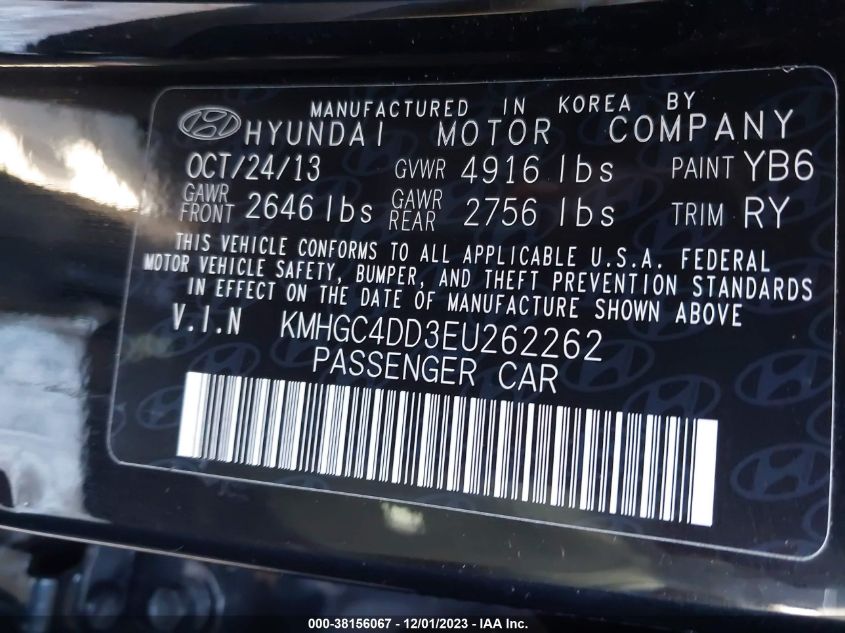 MANUFACTURED IN KOREA BY
HYUNDAI MOTOR COMPANY
OCT/24/13 GVWR 4916 lbs PAINT YB6
GAWR FRONT 2646 lbs GAWR REAR 2756 lbs TRIM RY
THIS VEHICLE CONFORMS TO ALL APPLICABLE U.S.A. FEDERAL
MOTOR VEHICLE SAFETY, BUMPER, AND THEFT PREVENTION STANDARDS
IN EFFECT ON THE DATE OF MANUFACTURE SHOWN ABOVE
V.I.N KMHGC4DD3EU262262
PASSENGER CAR
000-38156067 - 12/01/2023 - IAA Inc.